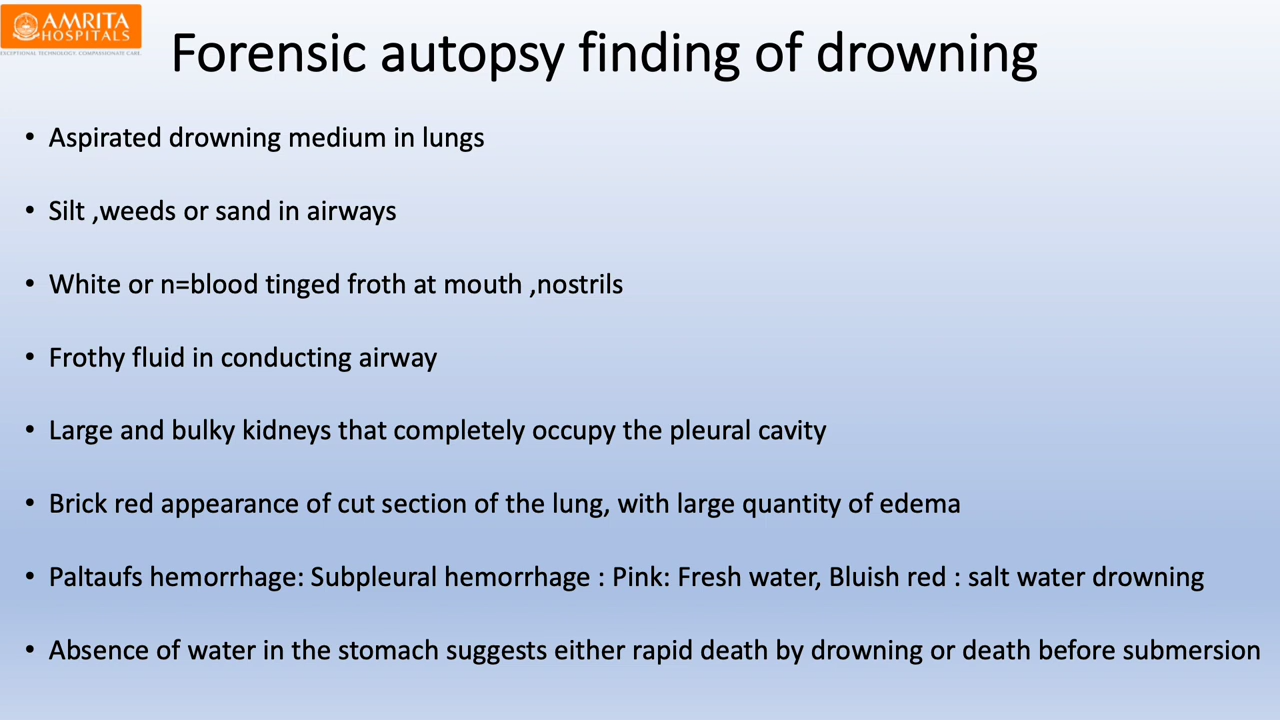 AMRITA
HOSPITALS
EXCEPTIONAL TECHNOLOGY. COMPASSIONATE CARE.
Forensic autopsy finding of drowning
• Aspirated drowning medium in lungs
• Silt ,weeds or sand in airways
• White or n=blood tinged froth at mouth ,nostrils
• Frothy fluid in conducting airway
• Large and bulky kidneys that completely occupy the pleural cavity
• Brick red appearance of cut section of the lung, with large quantity of edema
• Paltaufs hemorrhage: Subpleural hemorrhage : Pink: Fresh water, Bluish red : salt water drowning
• Absence of water in the stomach suggests either rapid death by drowning or death before submersion